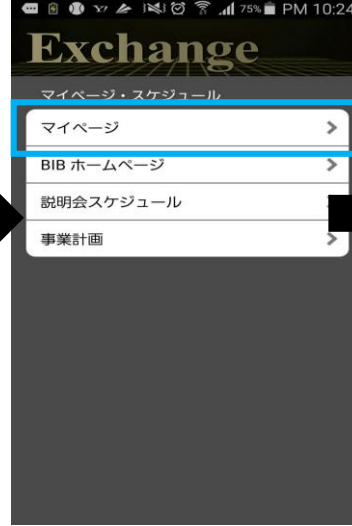 75% PM 10:24
Exchange
マイページ・スケジュール
マイページ
BIB ホームページ
説明会スケジュール
事業計画